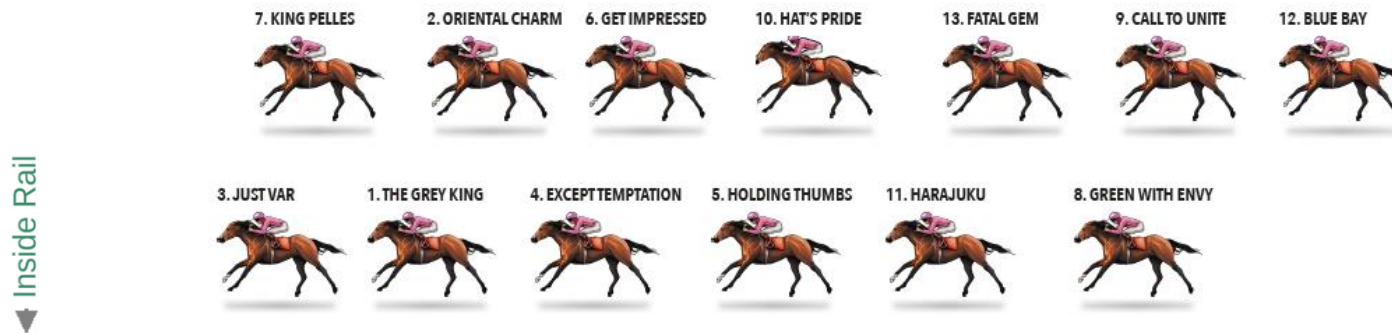 7. KING PELLES
2. ORIENTAL CHARM
6. GET IMPRESSED
10. HAT'S PRIDE
13. FATAL GEM
9. CALL TO UNITE
12. BLUE BAY
Inside Rail
3. JUST VAR
1. THE GREY KING
4. EXCEPT TEMPTATION
5. HOLDING THUMBS
11. HARAJUKU
8. GREEN WITH ENVY